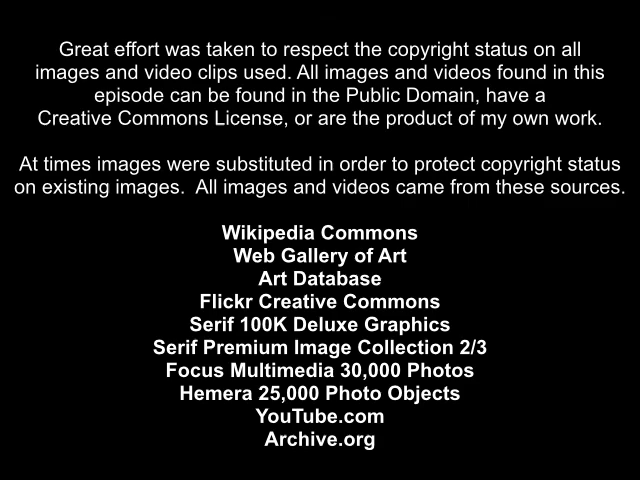 Great effort was taken to respect the copyright status on all
images and video clips used. All images and videos found in this
episode can be found in the Public Domain, have a
Creative Commons License, or are the product of my own work.
At times images were substituted in order to protect copyright status
on existing images.  All images and videos came from these sources.
Wikipedia Commons
Web Gallery of Art
Art Database
Flickr Creative Commons
Serif 100K Deluxe Graphics
Serif Premium Image Collection 2/3
Focus Multimedia 30,000 Photos
Hemera 25,000 Photo Objects
YouTube.com
Archive.org